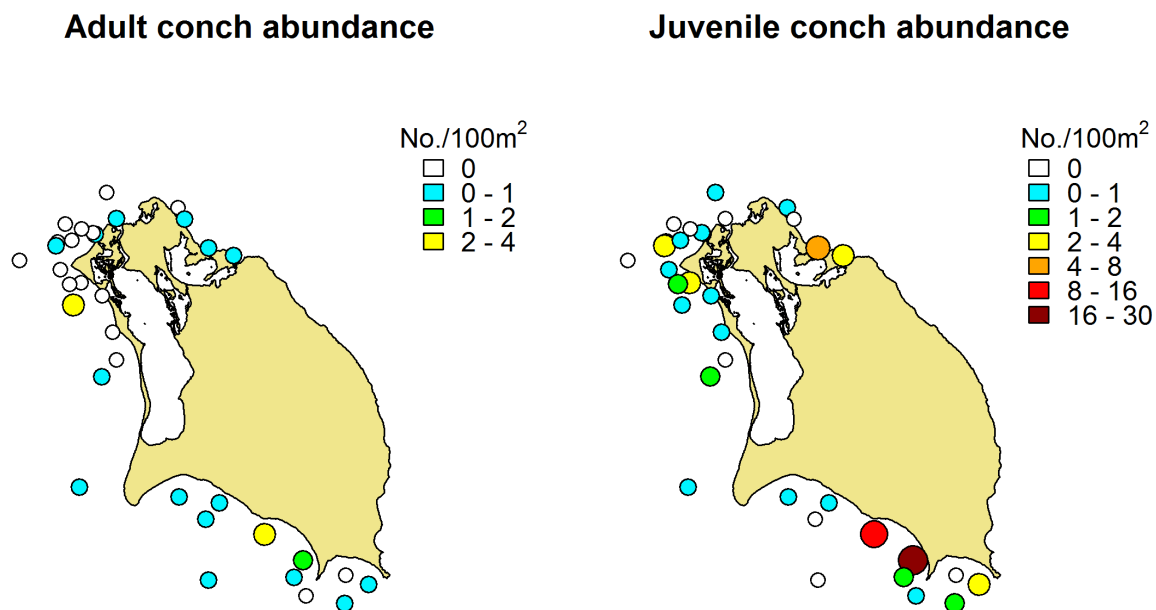 Adult conch abundance
No./100m²
0
0 - 1
1 - 2
2 - 4
Juvenile conch abundance
No./100m²
0
0 - 1
1 - 2
2 - 4
4 - 8
8 - 16
16 - 30